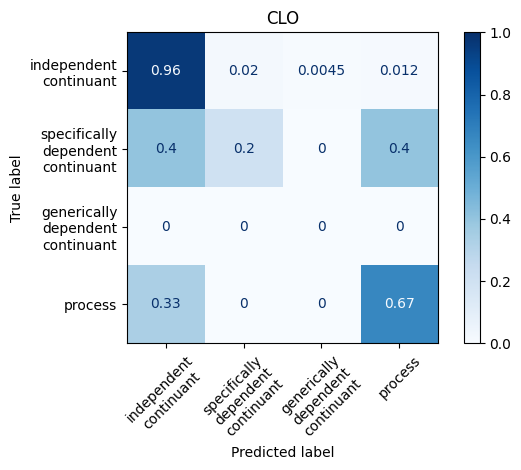 CLO
True label
independent
continuant
0.96 0.02 0.0045 0.012
specifically
dependent
continuant
0.4 0.2 0 0.4
generically
dependent
continuant
0 0 0 0
process
0.33 0 0 0.67
independent
continuant
specifically
dependent
continuant
generically
dependent
continuant
process
Predicted label
1.0
0.8
0.6
0.4
0.2
0.0